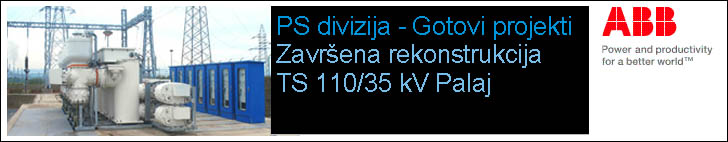 PS divizija - Gotovi projekti
Završena rekonstrukcija
TS 110/35 kV Palaj
ABB
Power and productivity
for a better world™